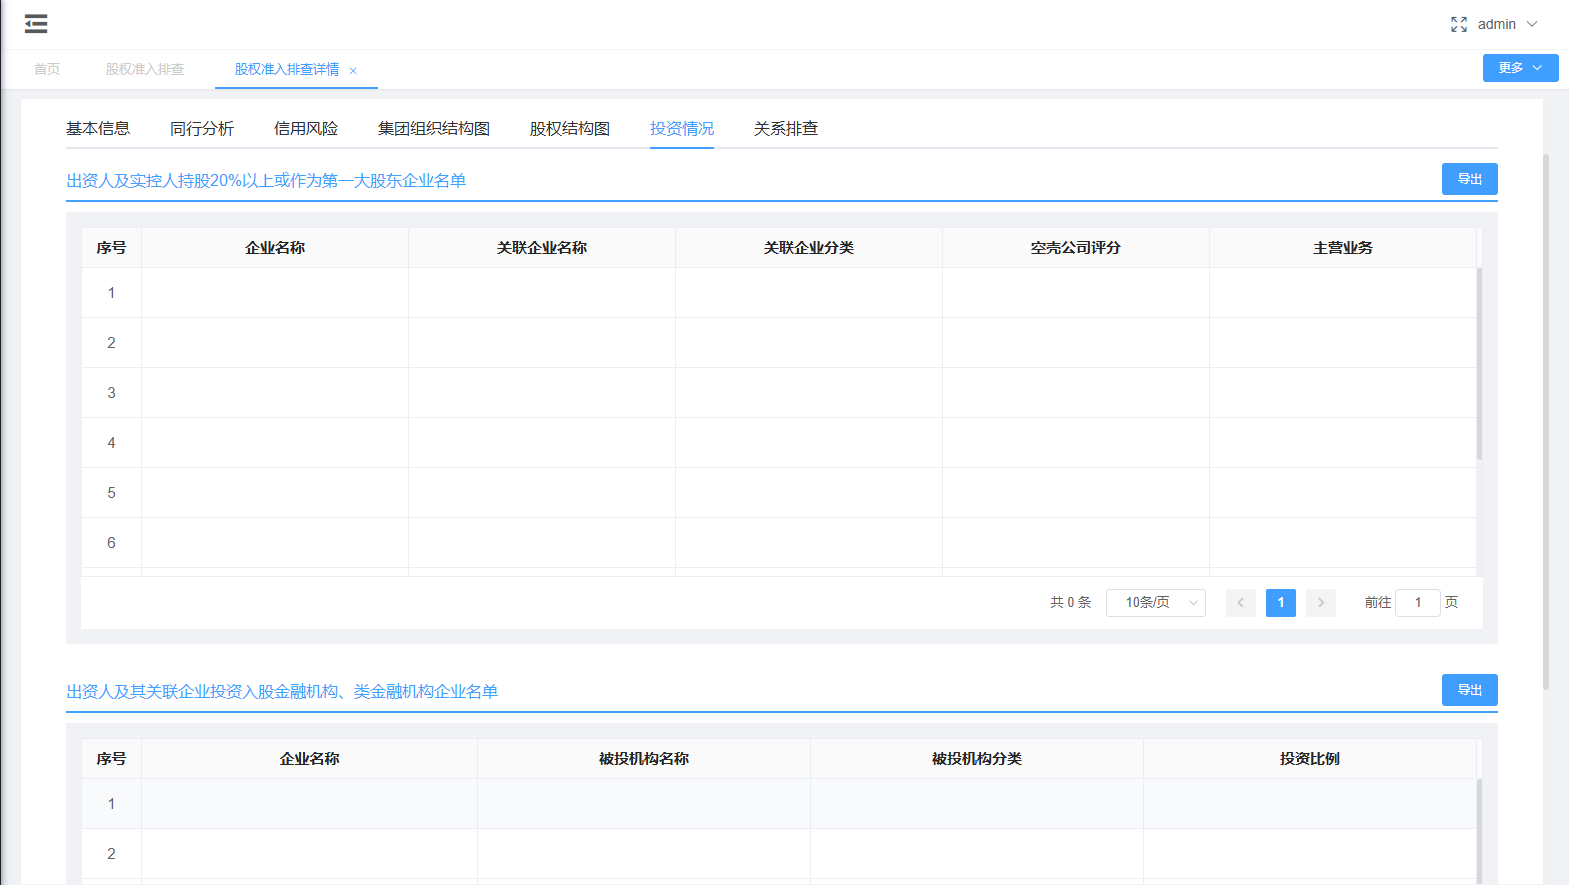 admin
首页 股权准入排查 股权准入排查详情 更多
基本信息 同行分析 信用风险 集团组织结构图 股权结构图 投资情况 关系排查
出资人及实控人持股20%以上或作为第一大股东企业名单 导出
序号 企业名称 关联企业名称 关联企业分类 空壳公司评分 主营业务
1
2
3
4
5
6
共 0 条 10条/页 1 前往 1 页
出资人及其关联企业投资入股金融机构、类金融机构企业名单 导出
序号 企业名称 被投机构名称 被投机构分类 投资比例
1
2